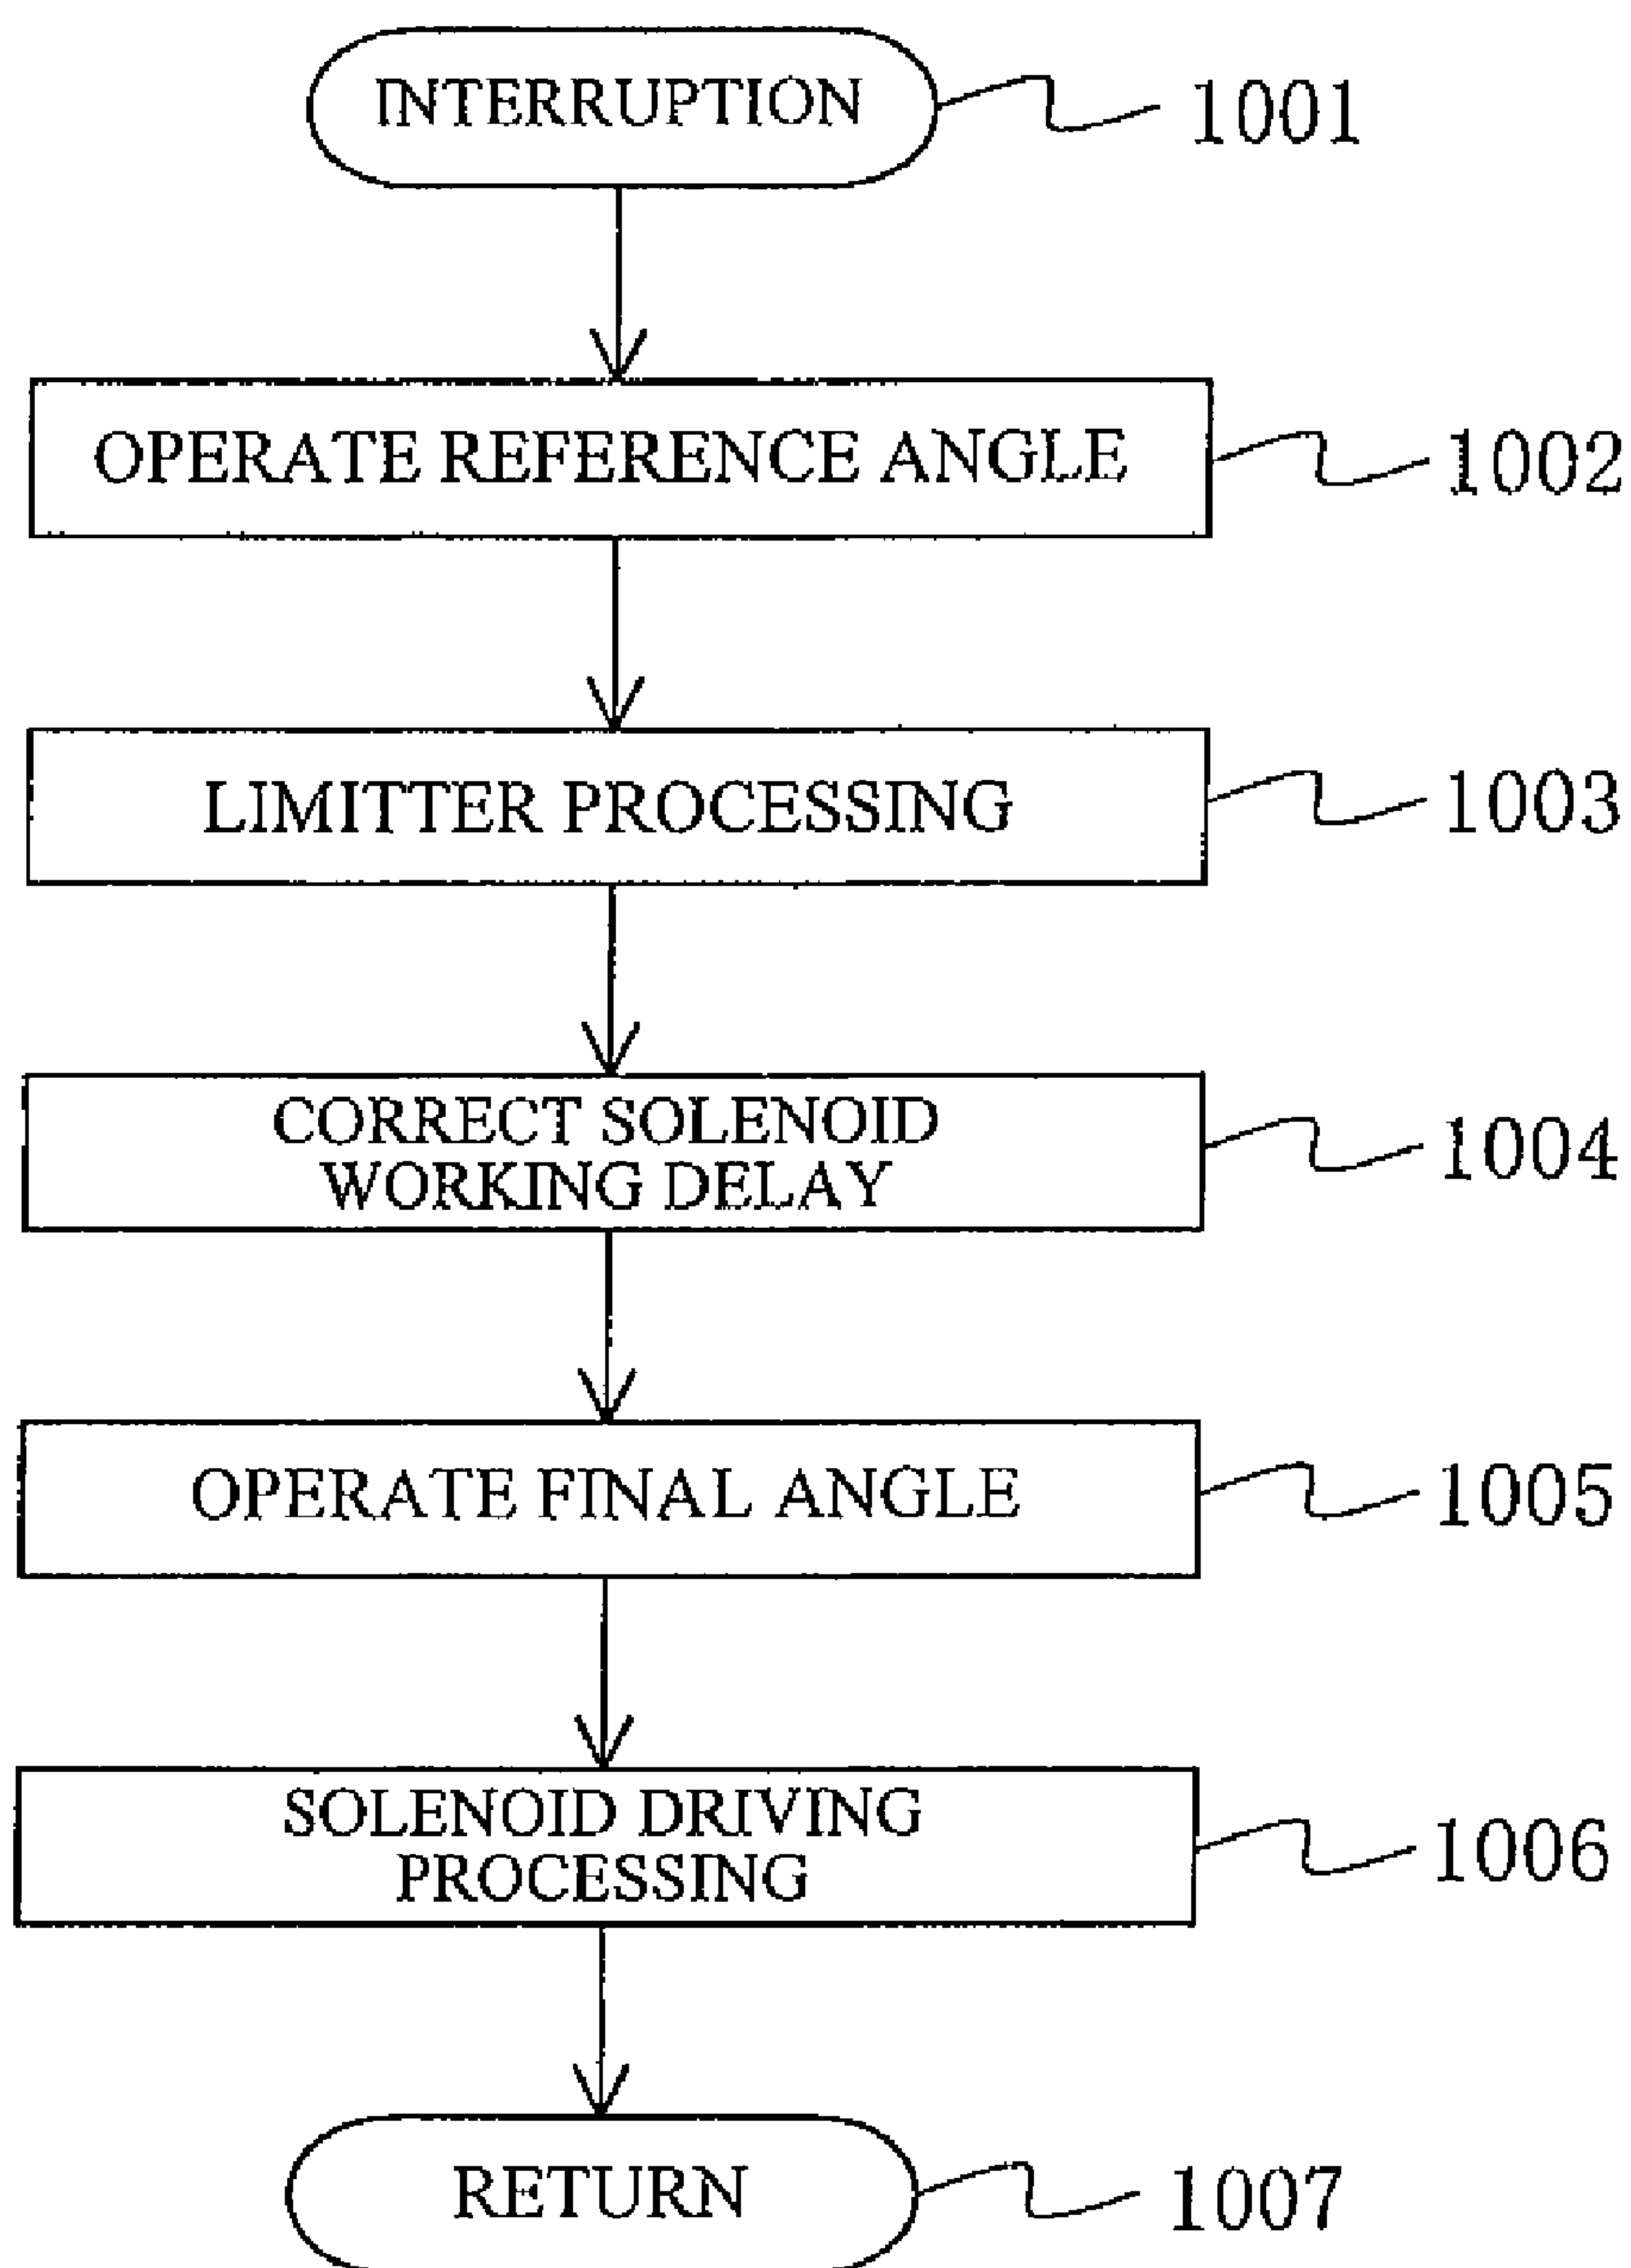 INTERRUPTION
1001
OPERATE REFERENCE ANGLE
1002
LIMITTER PROCESSING
1003
CORRECT SOLENOID
WORKING DELAY
1004
OPERATE FINAL ANGLE
1005
SOLENOID DRIVING
PROCESSING
1006
RETURN
1007